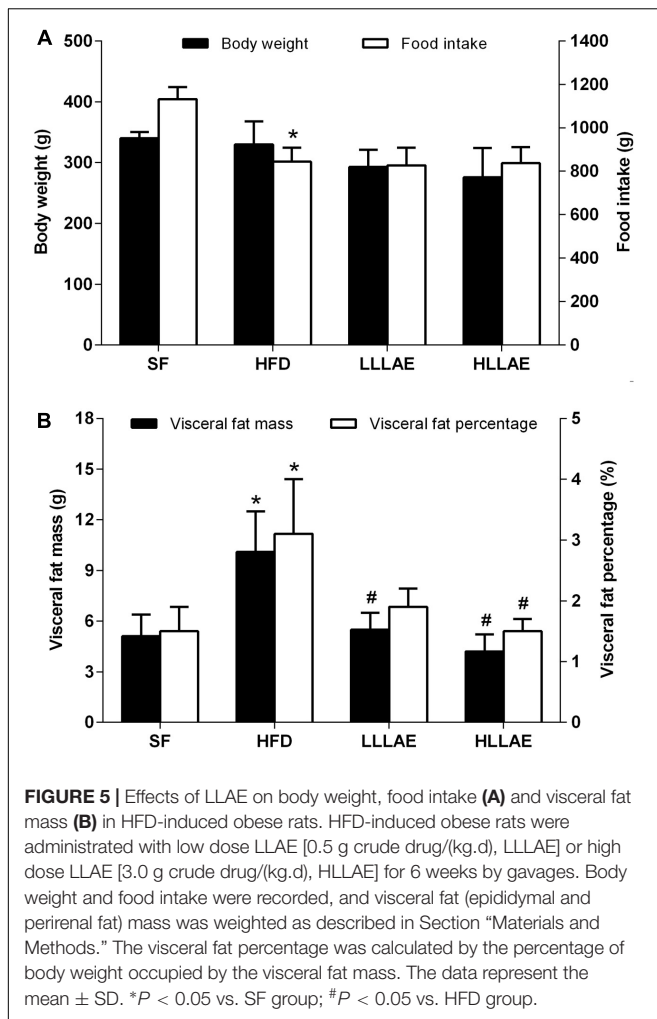 A
Body weight
Food intake
500
400
300
200
100
0
Body weight (g)
1400
1200
1000
800
600
400
200
0
Food intake (g)
*
SF
HFD
LLLAE
HLLAE
B
Visceral fat mass
Visceral fat percentage
18
15
12
9
6
3
0
Visceral fat mass (g)
5
4
3
2
1
0
Visceral fat percentage (%)
*
*
#
#
#
SF
HFD
LLLAE
HLLAE
FIGURE 5 | Effects of LLAE on body weight, food intake (A) and visceral fat
mass (B) in HFD-induced obese rats. HFD-induced obese rats were
administrated with low dose LLAE [0.5 g crude drug/(kg.d), LLLAE] or high
dose LLAE [3.0 g crude drug/(kg.d), HLLAE] for 6 weeks by gavages. Body
weight and food intake were recorded, and visceral fat (epididymal and
perirenal fat) mass was weighted as described in Section “Materials and
Methods.” The visceral fat percentage was calculated by the percentage of
body weight occupied by the visceral fat mass. The data represent the
mean ± SD. *P < 0.05 vs. SF group; #P < 0.05 vs. HFD group.